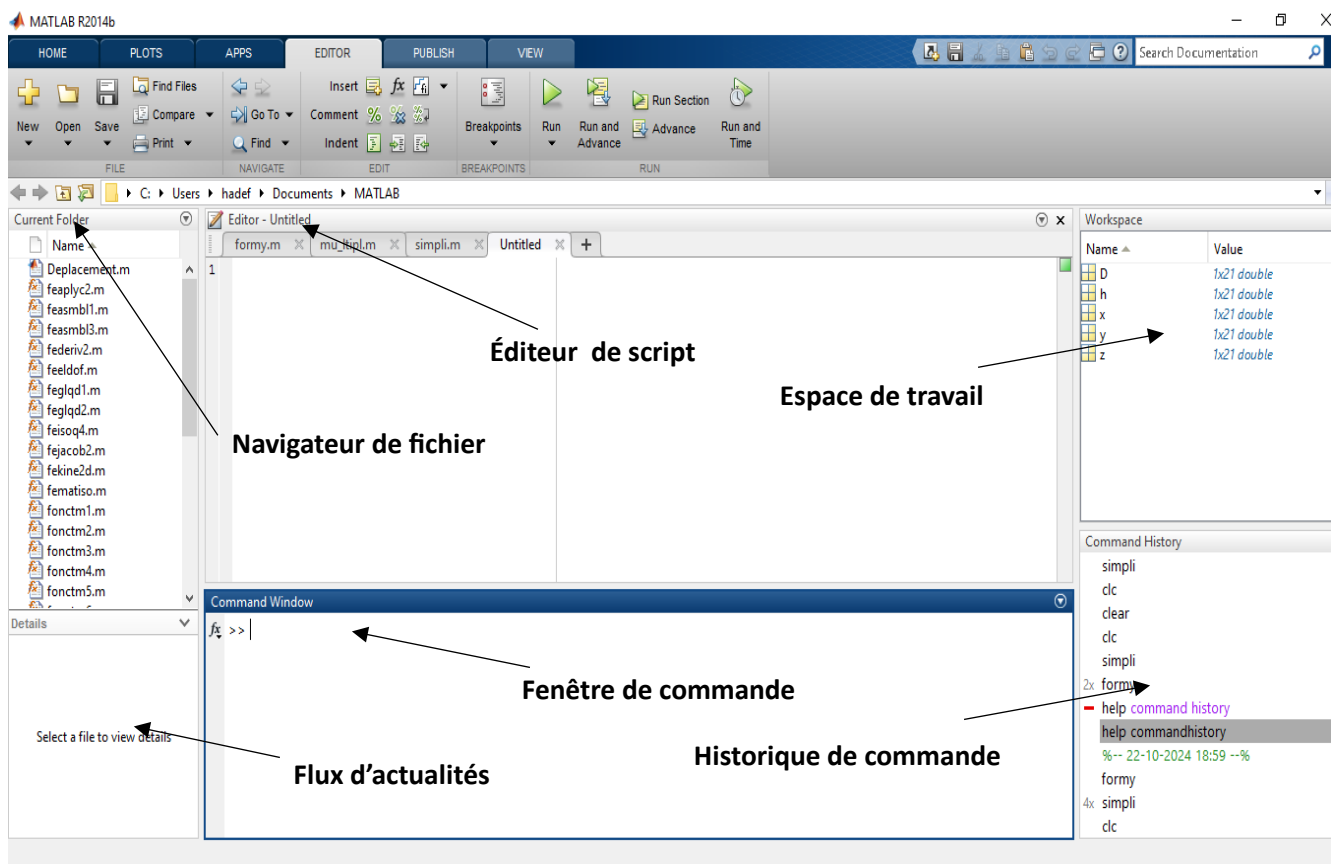 MATLAB R2014b
HOME PLOTS APPS EDITOR PUBLISH VIEW
Search Documentation
New Open Save
Find Files
Compare
Print
FILE
Go To
Find
NAVIGATE
Insert fx
Comment
Indent
EDIT
Breakpoints
BREAKPOINTS
Run
Run and Advance
Run Section
Advance
Run and Time
RUN
C: Users hadef Documents MATLAB
Current Folder
Name
Deplacement.m
feaplyc2.m
feasmbl1.m
feasmbl3.m
federiv2.m
feeldof.m
feglqd1.m
feglqd2.m
feisoq4.m
fejacob2.m
fekine2d.m
fematiso.m
fonctm1.m
fonctm2.m
fonctm3.m
fonctm4.m
fonctm5.m
Details
Select a file to view details
Editor - Untitled
formy.m mu_ltipl.m simpli.m Untitled +
1
Éditeur de script
Navigateur de fichier
Espace de travail
Command Window
fx >>
Fenêtre de commande
Flux d’actualités
Historique de commande
Workspace
Name Value
D 1x21 double
h 1x21 double
x 1x21 double
y 1x21 double
z 1x21 double
Command History
simpli
clc
clear
clc
simpli
2x formy
help command history
help commandhistory
%-- 22-10-2024 18:59 --%
formy
4x simpli
clc